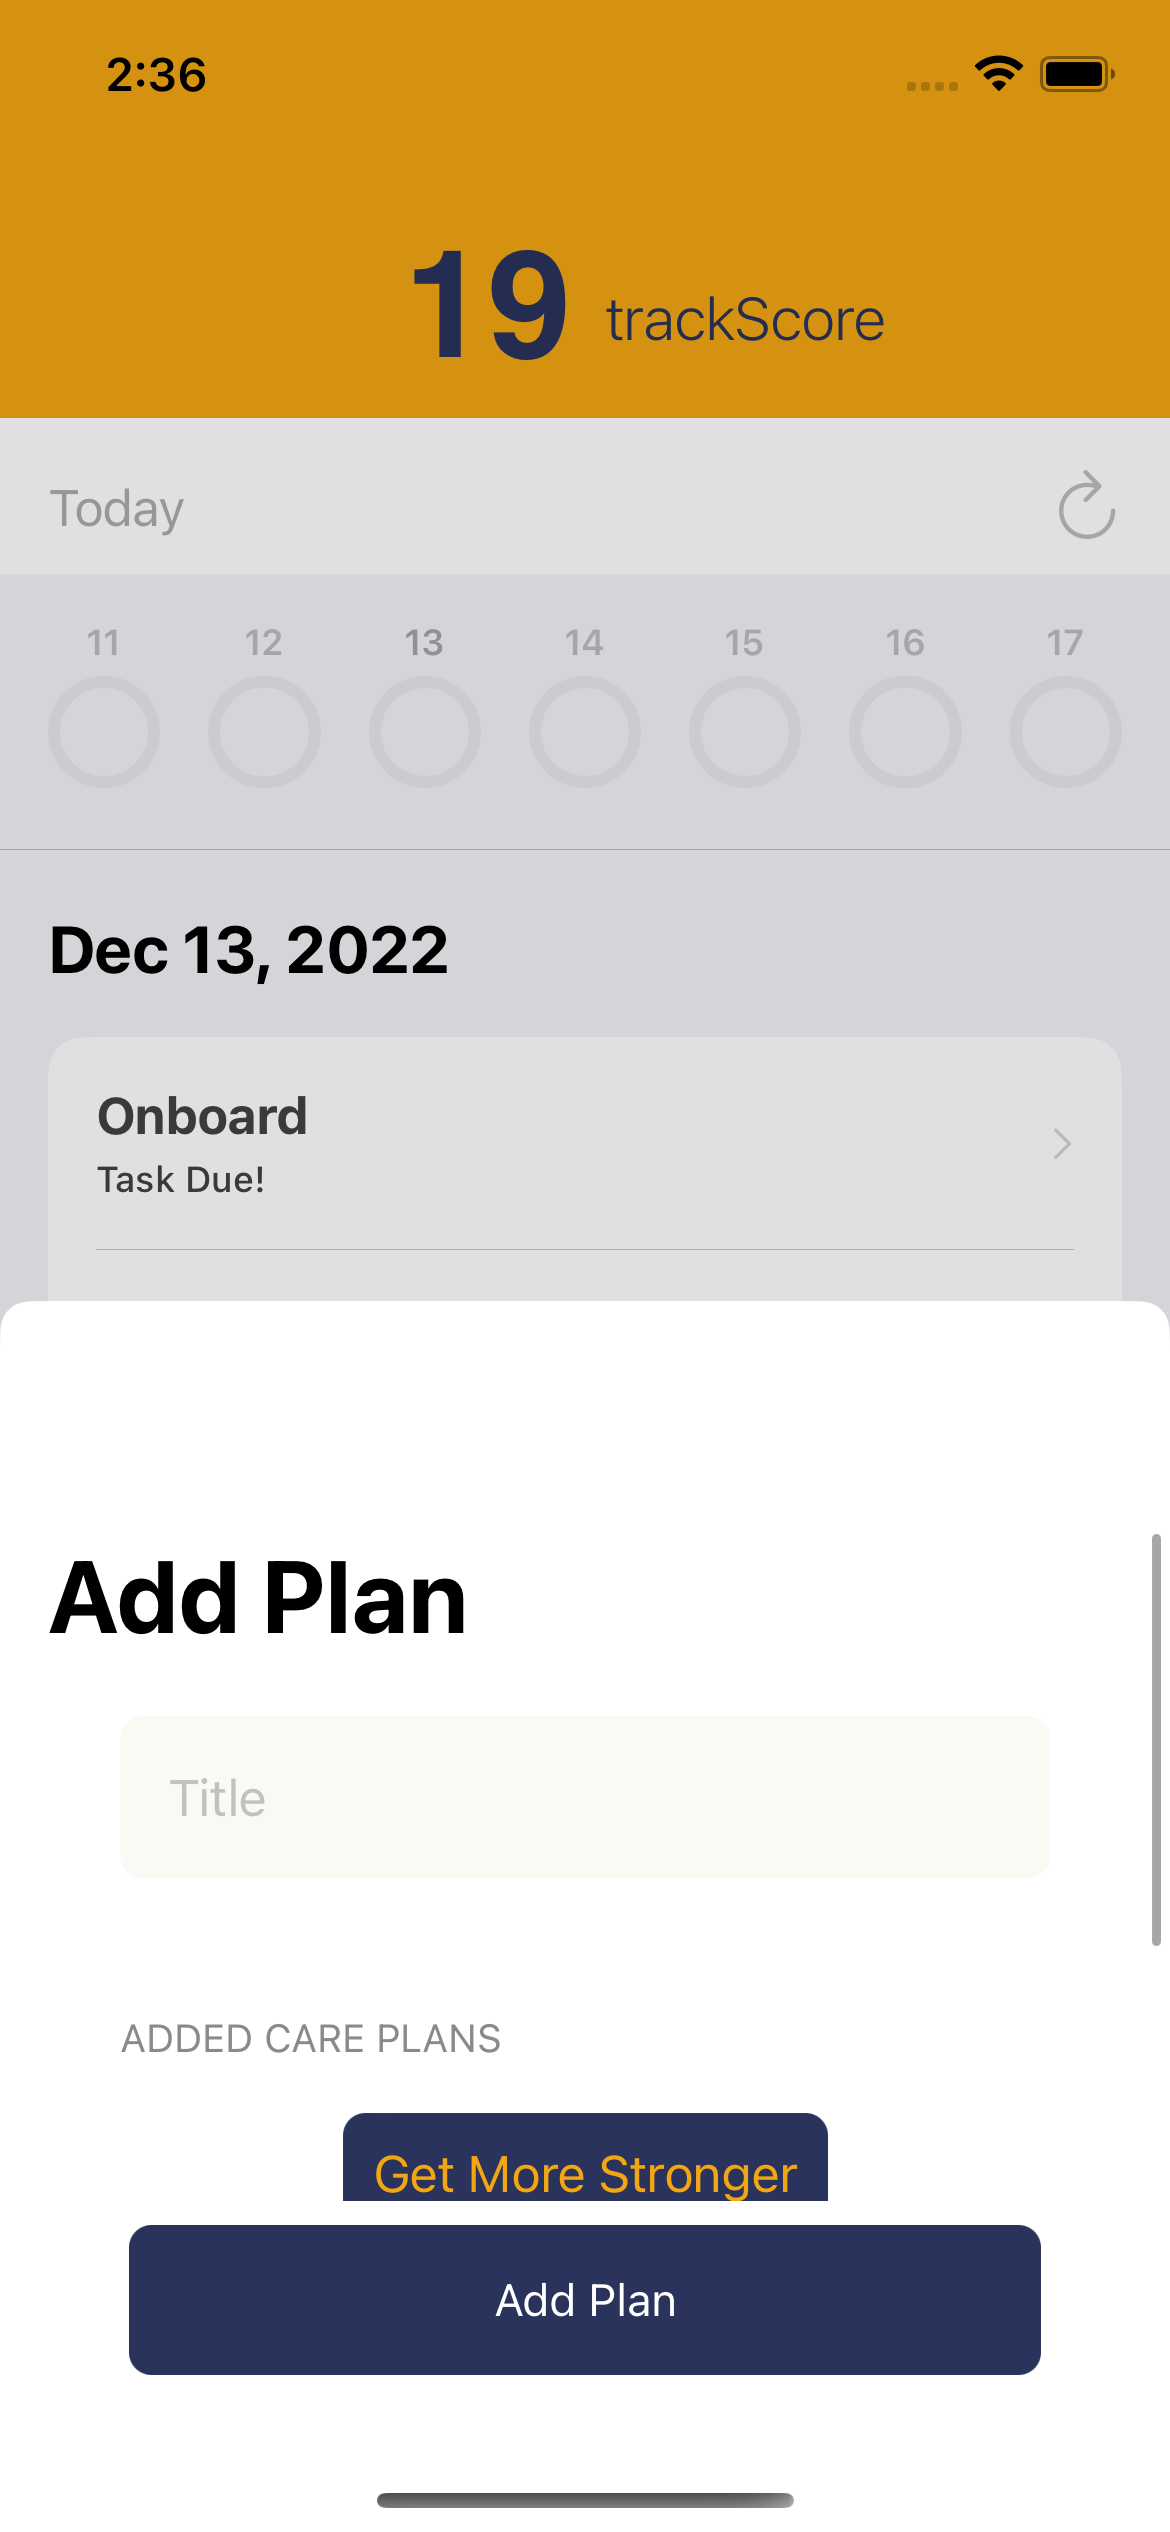 2:36
19 trackScore
Today
11 12 13 14 15 16 17
Dec 13, 2022
Onboard
Task Due!
Add Plan
Title
ADDED CARE PLANS
Get More Stronger
Add Plan